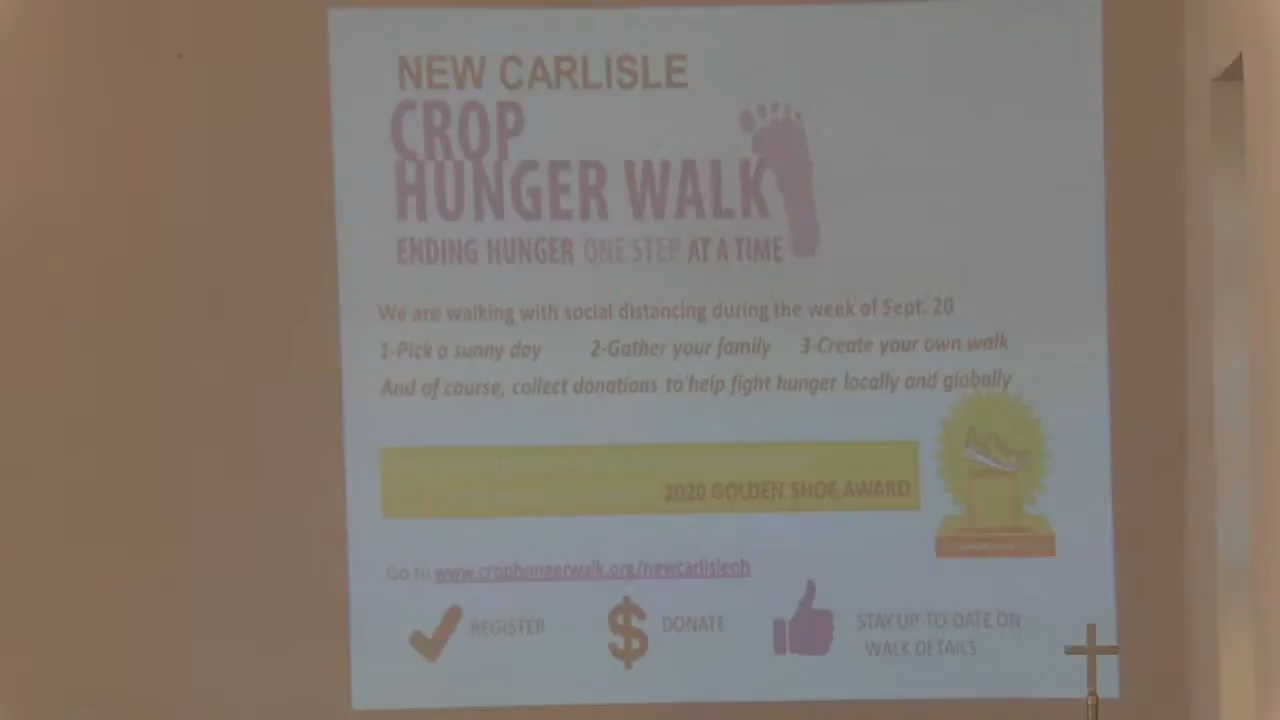 NEW CARLISLE
CROP
HUNGER WALK
ENDING HUNGER ONE STEP AT A TIME
We are walking with social distancing during the week of Sept. 20
1-Pick a sunny day 2-Gather your family 3-Create your own walk
And of course, collect donations to help fight hunger locally and globally
2020 GOLDEN SHOE AWARD
Go to www.crophungerwalk.org/newcarlisleoh
REGISTER
DONATE
STAY UP-TO-DATE ON
WALK DETAILS